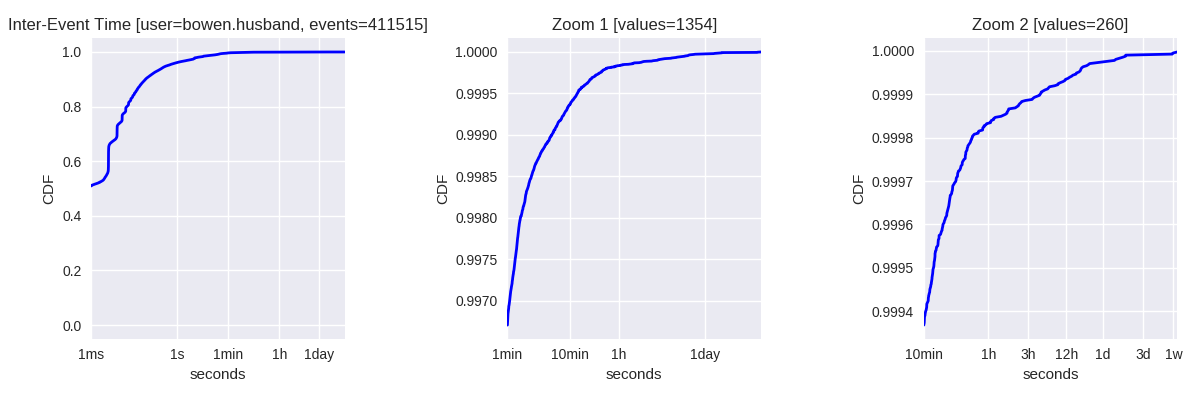 Inter-Event Time [user=bowen.husband, events=411515]
1.0
0.8
0.6
0.4
0.2
0.0
CDF
1ms
1s
1min
1h
1day
seconds
Zoom 1 [values=1354]
1.0000
0.9995
0.9990
0.9985
0.9980
0.9975
0.9970
CDF
1min
10min
1h
1day
seconds
Zoom 2 [values=260]
1.0000
0.9999
0.9998
0.9997
0.9996
0.9995
0.9994
CDF
10min
1h
3h
12h
1d
3d
1w
seconds